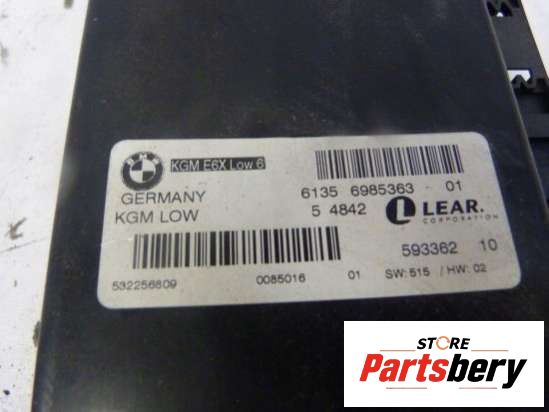 BMW
KGM E6X Low 6
GERMANY
KGM LOW
6135 6985363 - 01
5 4842
LEAR.
CORPORATION
593362 10
532256809 0085016 01 SW:515 / HW:02
STORE
Partsbery